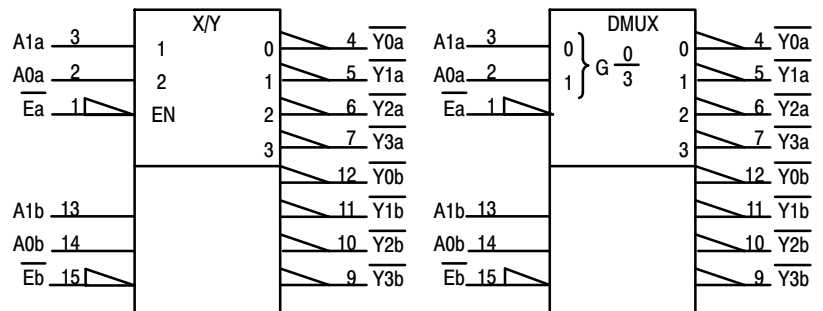 X/Y DMUX
A1a 3 1 0 4 Y0a A1a 3 0 0 4 Y0a
A0a 2 2 1 5 Y1a A0a 2 1 } G 0/3 1 5 Y1a
Ea 1 EN 2 6 Y2a Ea 1 2 6 Y2a
3 7 Y3a 3 7 Y3a
12 Y0b 12 Y0b
A1b 13 11 Y1b A1b 13 11 Y1b
A0b 14 10 Y2b A0b 14 10 Y2b
Eb 15 9 Y3b Eb 15 9 Y3b